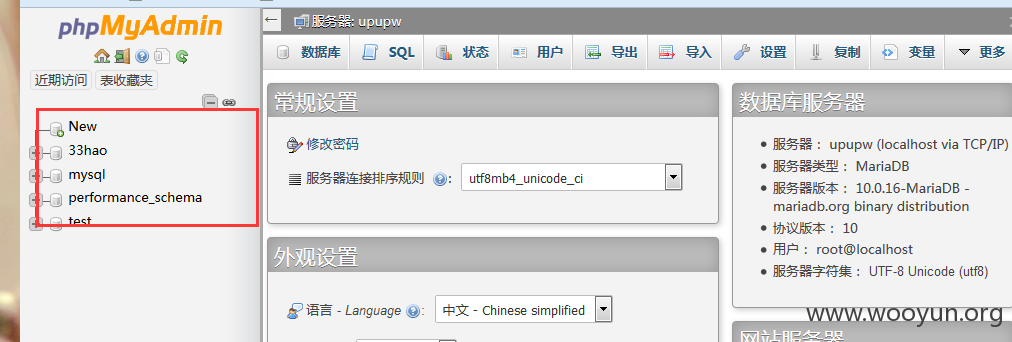 phpMyAdmin
近期访问 表收藏夹
New
33hao
mysql
performance_schema
test
服务器: upupw
数据库 SQL 状态 用户 导出 导入 设置 复制 变量 更多
常规设置
修改密码
服务器连接排序规则 : utf8mb4_unicode_ci
外观设置
语言 - Language : 中文 - Chinese simplified
数据库服务器
服务器： upupw (localhost via TCP/IP)
服务器类型： MariaDB
服务器版本： 10.0.16-MariaDB -
mariadb.org binary distribution
协议版本： 10
用户： root@localhost
服务器字符集： UTF-8 Unicode (utf8)
www.wooyun.org
网站服务器